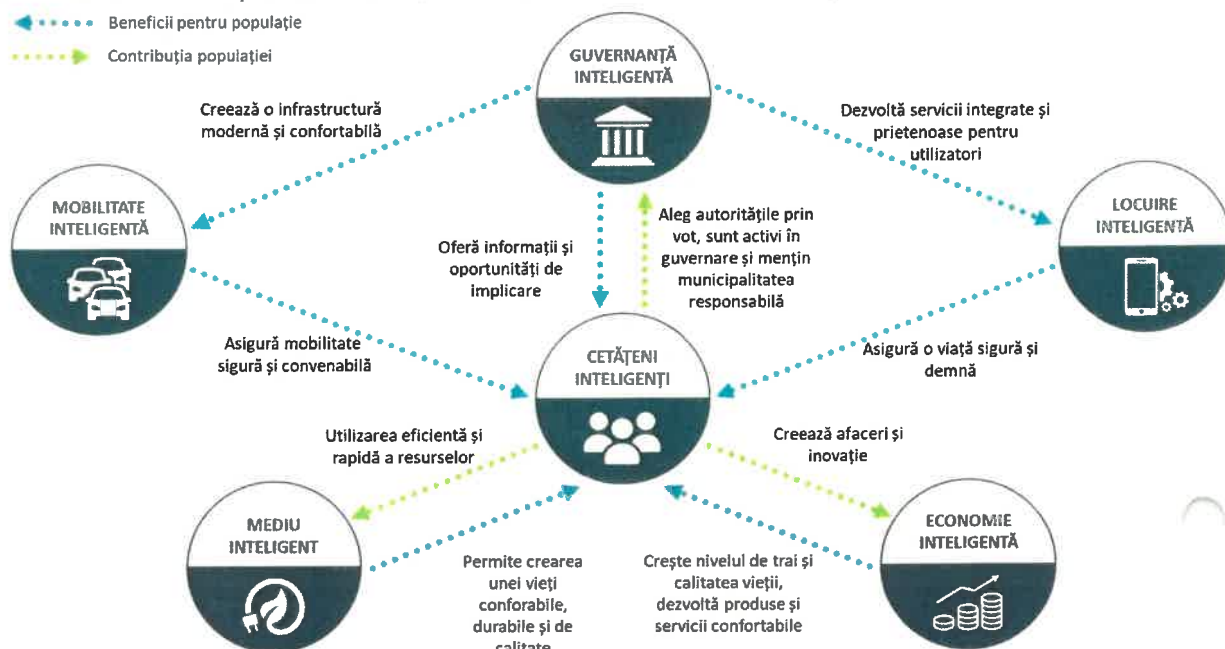 Beneficii pentru populație
Contribuția populației
GUVERNANȚĂ
INTELIGENTĂ
Creează o infrastructură
modernă și confortabilă
Dezvoltă servicii integrate și
prietenoase pentru
utilizatori
MOBILITATE
INTELIGENTĂ
LOCUIRE
INTELIGENTĂ
Oferă informații și
oportunități de
implicare
Aleg autoritățile prin
vot, sunt activi în
guvernare și mențin
municipalitatea
responsabilă
Asigură mobilitate
sigură și convenabilă
CETĂȚENI
INTELIGENȚI
Asigură o viață sigură și
demnă
Utilizarea eficientă și
rapidă a resurselor
Creează afaceri și
inovație
MEDIU
INTELIGENT
ECONOMIE
INTELIGENTĂ
Permite crearea
unei vieți
conforabile,
durabile și de
calitate
Crește nivelul de trai și
calitatea vieții,
dezvoltă produse și
servicii confortabile